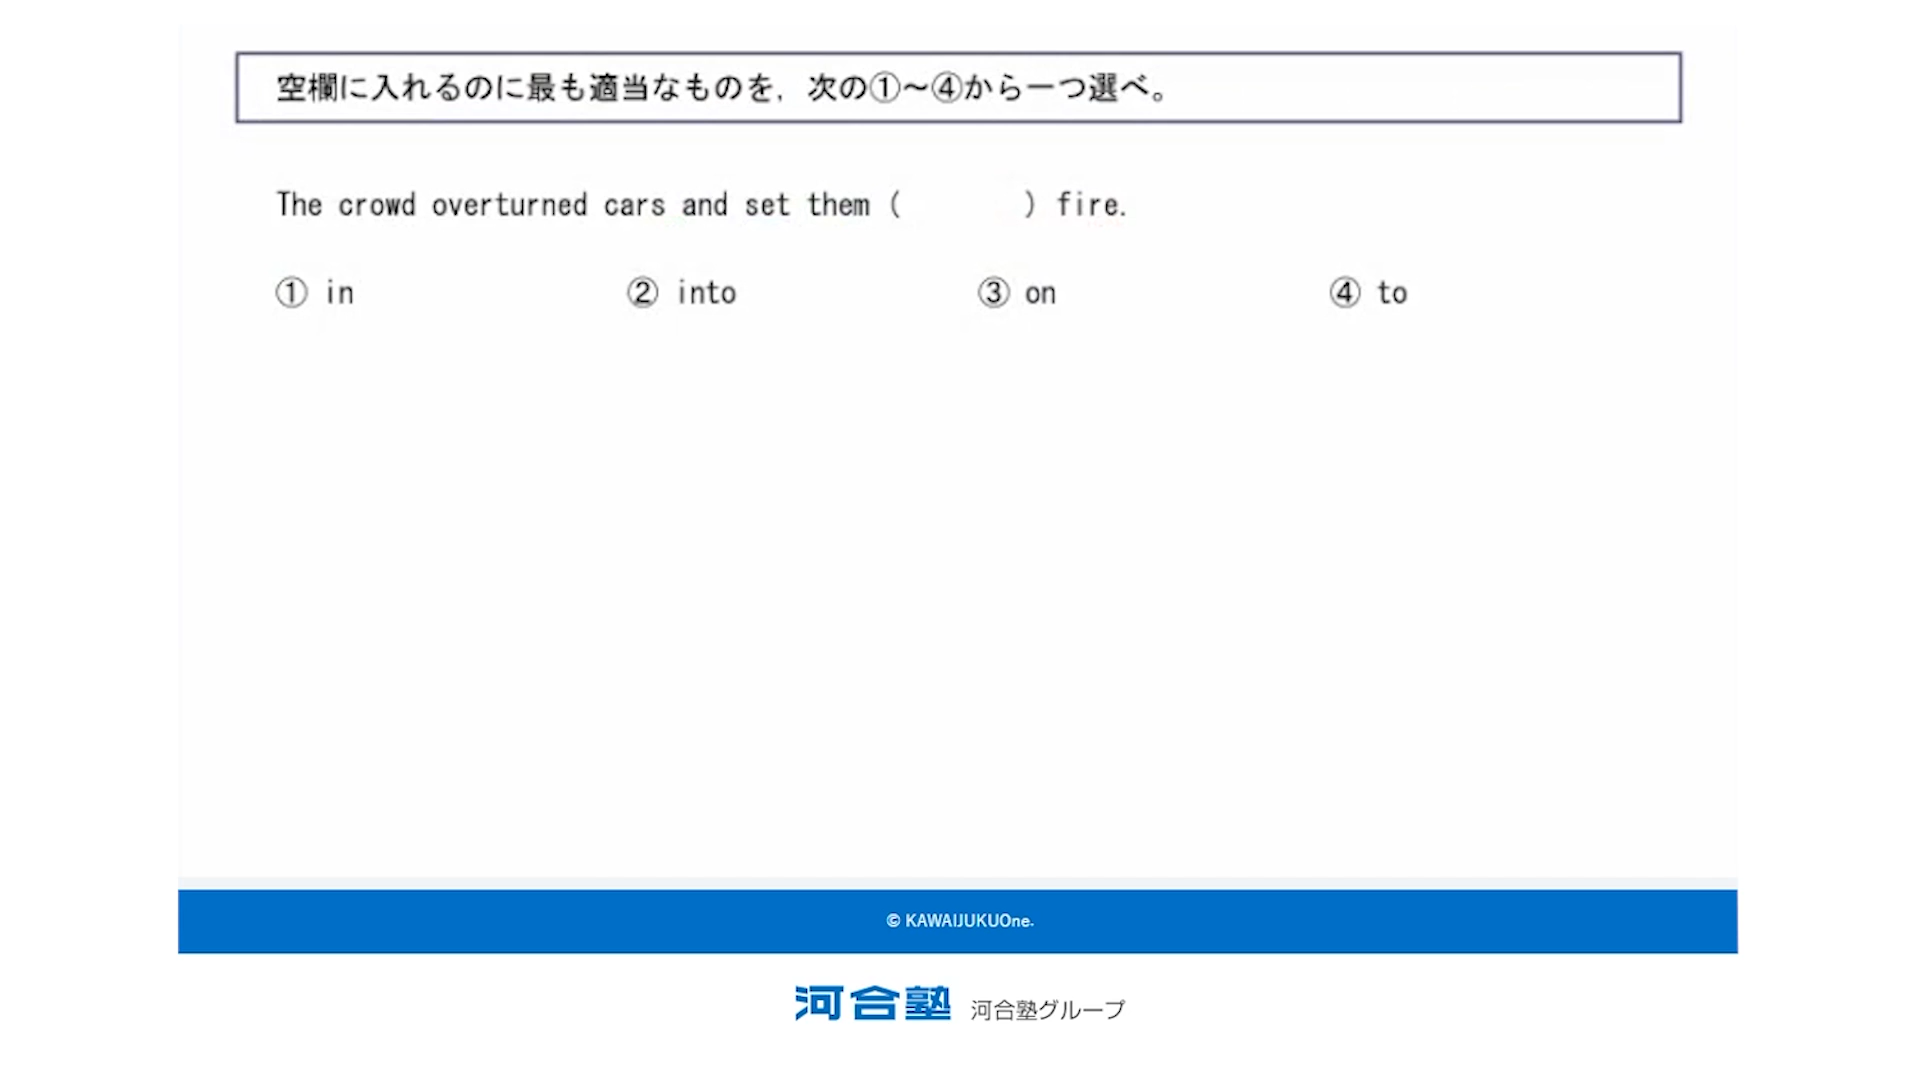 空欄に入れるのに最も適当なものを，次の①～④から一つ選べ。
The crowd overturned cars and set them (　　　) fire.
① in　② into　③ on　④ to
© KAWAIJUKUOne.
河合塾 河合塾グループ